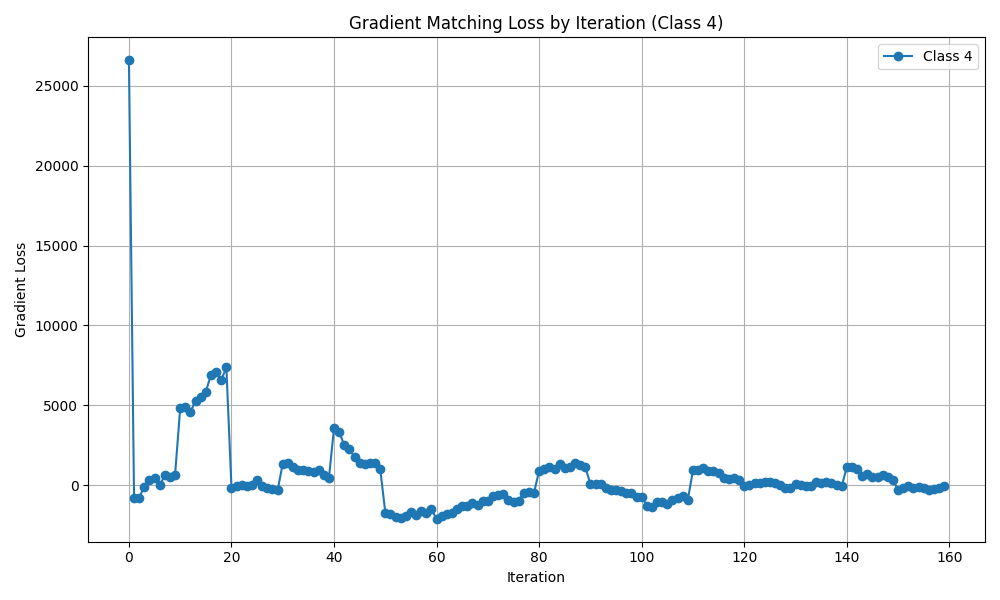 Gradient Matching Loss by Iteration (Class 4)
Class 4
25000
20000
15000
10000
5000
0
Gradient Loss
0 20 40 60 80 100 120 140 160
Iteration